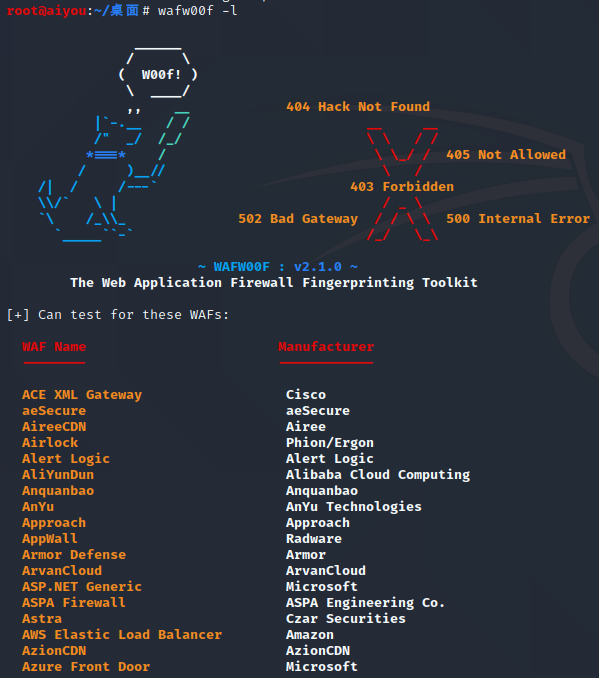 root@aiyou:~/桌面# wafw00f -l
( W00f! )
404 Hack Not Found
405 Not Allowed
403 Forbidden
502 Bad Gateway 500 Internal Error
~ WAFW00F : v2.1.0 ~
The Web Application Firewall Fingerprinting Toolkit
[+] Can test for these WAFs:
WAF Name Manufacturer
ACE XML Gateway Cisco
aeSecure aeSecure
AireeCDN Airee
Airlock Phion/Ergon
Alert Logic Alert Logic
AliYunDun Alibaba Cloud Computing
Anquanbao Anquanbao
AnYu AnYu Technologies
Approach Approach
AppWall Radware
Armor Defense Armor
ArvanCloud ArvanCloud
ASP.NET Generic Microsoft
ASPA Firewall ASPA Engineering Co.
Astra Czar Securities
AWS Elastic Load Balancer Amazon
AzionCDN AzionCDN
Azure Front Door Microsoft